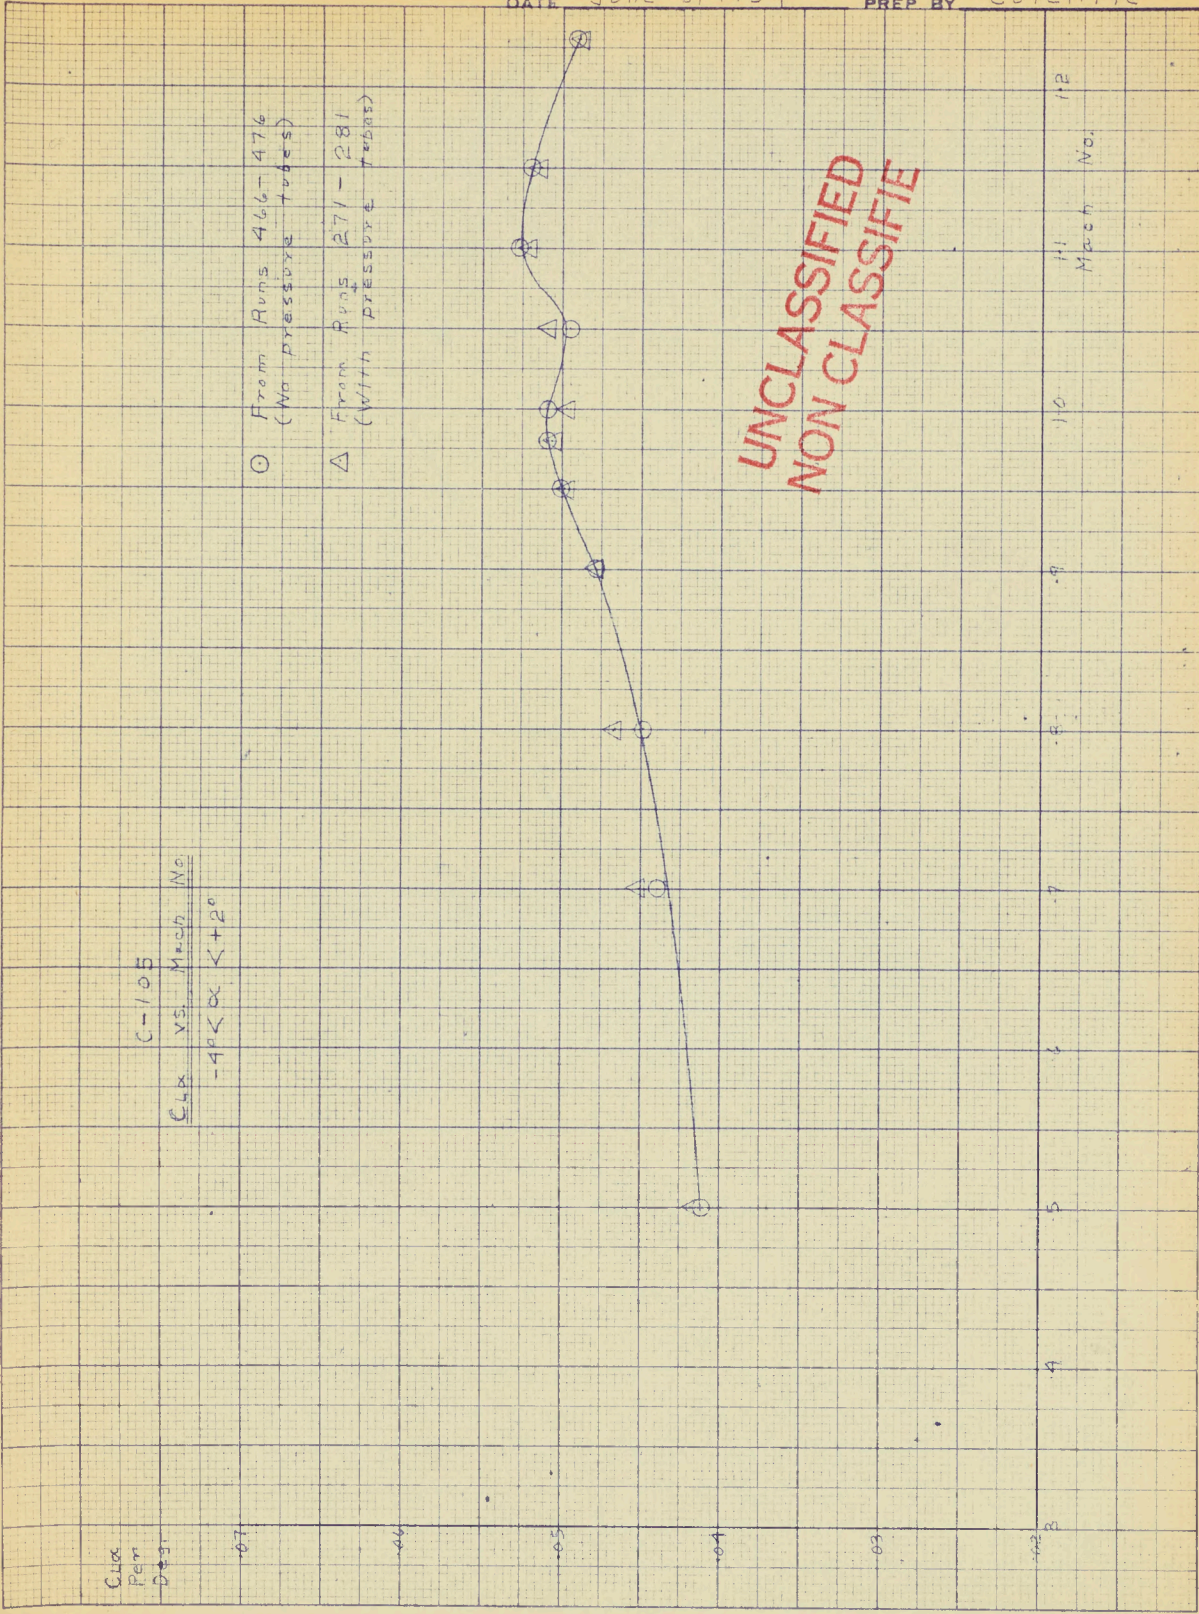 DATE
PREP BY
C-105
CLα VS. Mach No
-4° < α < +2°
⊙ From Runs 466-476
(No pressure tubes)
△ From Runs 271-281
(With pressure tubes)
CLα
Per
Deg.
.07
.06
.05
.04
.03
.02
.3
.4
.5
.6
.7
.8
.9
1.0
1.1
1.2
Mach No.
UNCLASSIFIED
NON CLASSIFIE